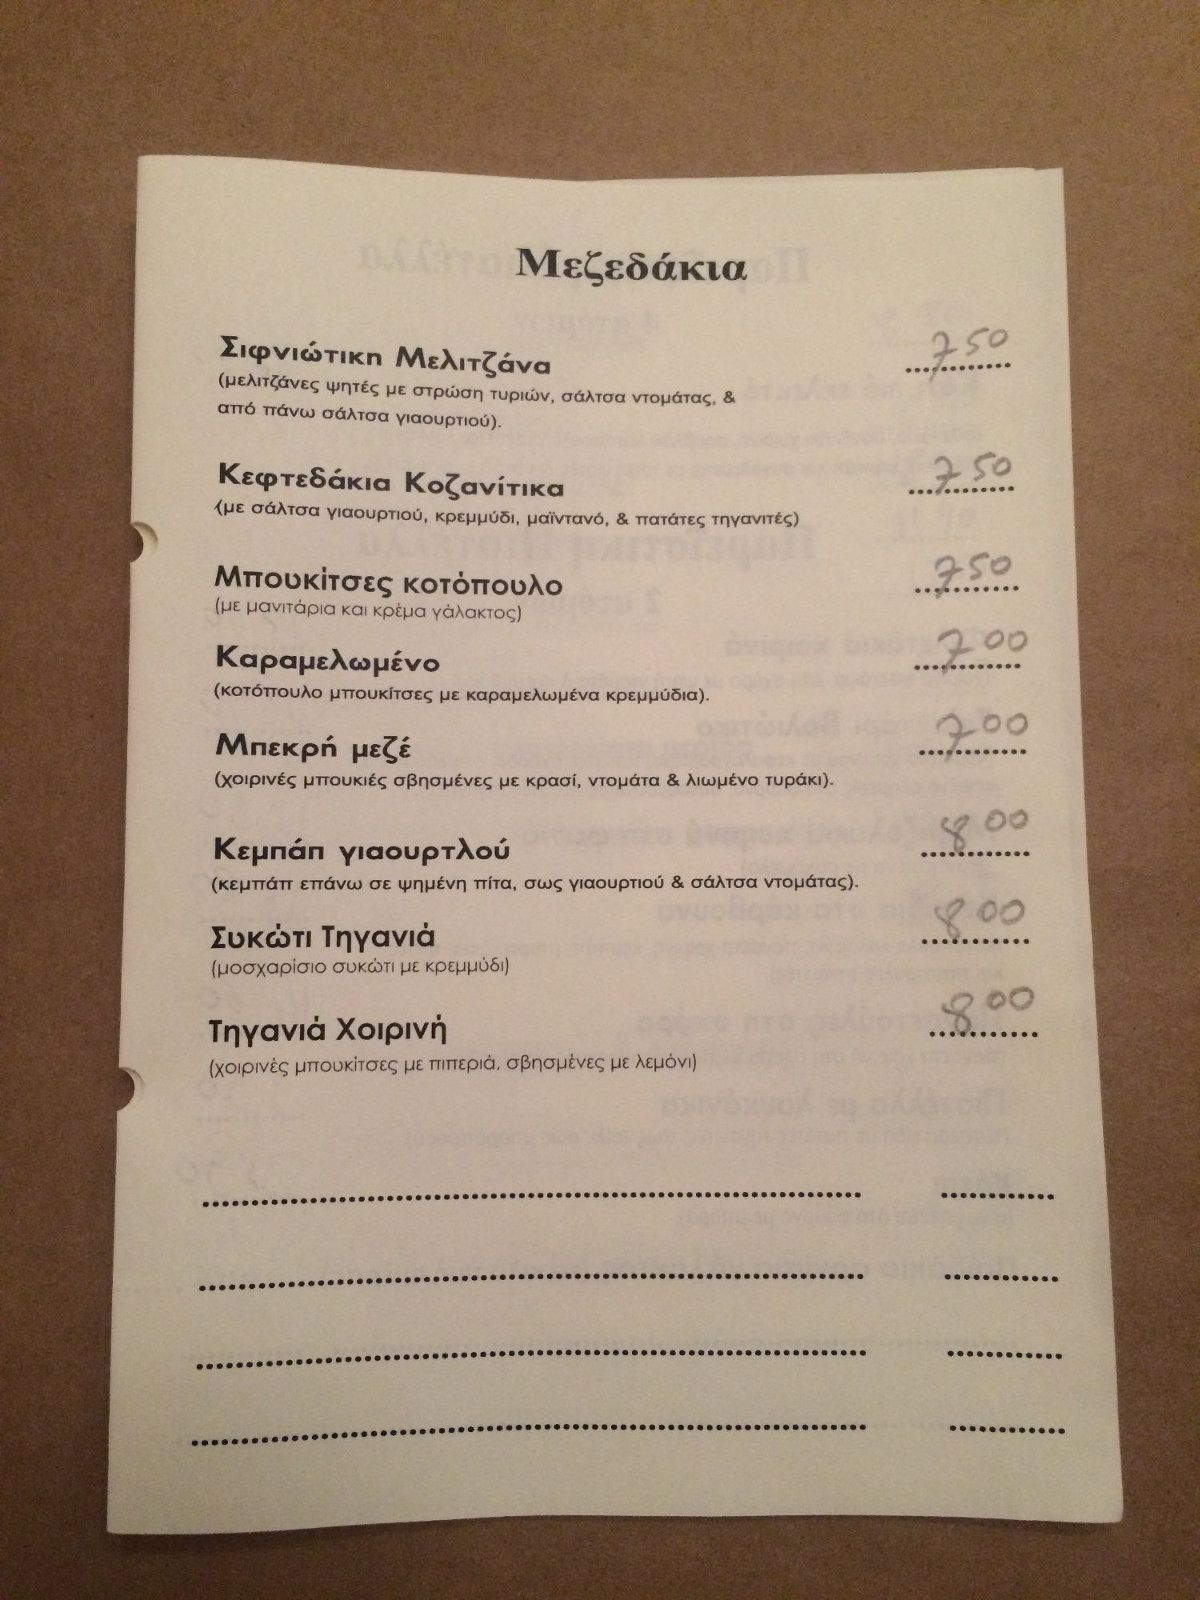 Μεζεδάκια
Σιφνιώτικη Μελιτζάνα 7 50
(μελιτζάνες ψητές με στρώση τυριών, σάλτσα ντομάτας, &
από πάνω σάλτσα γιαουρτιού).
Κεφτεδάκια Κοζανίτικα 7 50
(με σάλτσα γιαουρτιού, κρεμμύδι, μαϊντανό, & πατάτες τηγανιτές)
Μπουκίτσες κοτόπουλο 7 50
(με μανιτάρια και κρέμα γάλακτος)
Καραμελωμένο 7 00
(κοτόπουλο μπουκίτσες με καραμελωμένα κρεμμύδια).
Μπεκρή μεζέ 7 00
(χοιρινές μπουκιές σβησμένες με κρασί, ντομάτα & λιωμένο τυράκι).
Κεμπάπ γιαουρτλού 8 00
(κεμπάπ επάνω σε ψημένη πίτα, σως γιαουρτιού & σάλτσα ντομάτας).
Συκώτι Τηγανιά 8 00
(μοσχαρίσιο συκώτι με κρεμμύδι)
Τηγανιά Χοιρινή 8 00
(χοιρινές μπουκίτσες με πιπεριά, σβησμένες με λεμόνι)